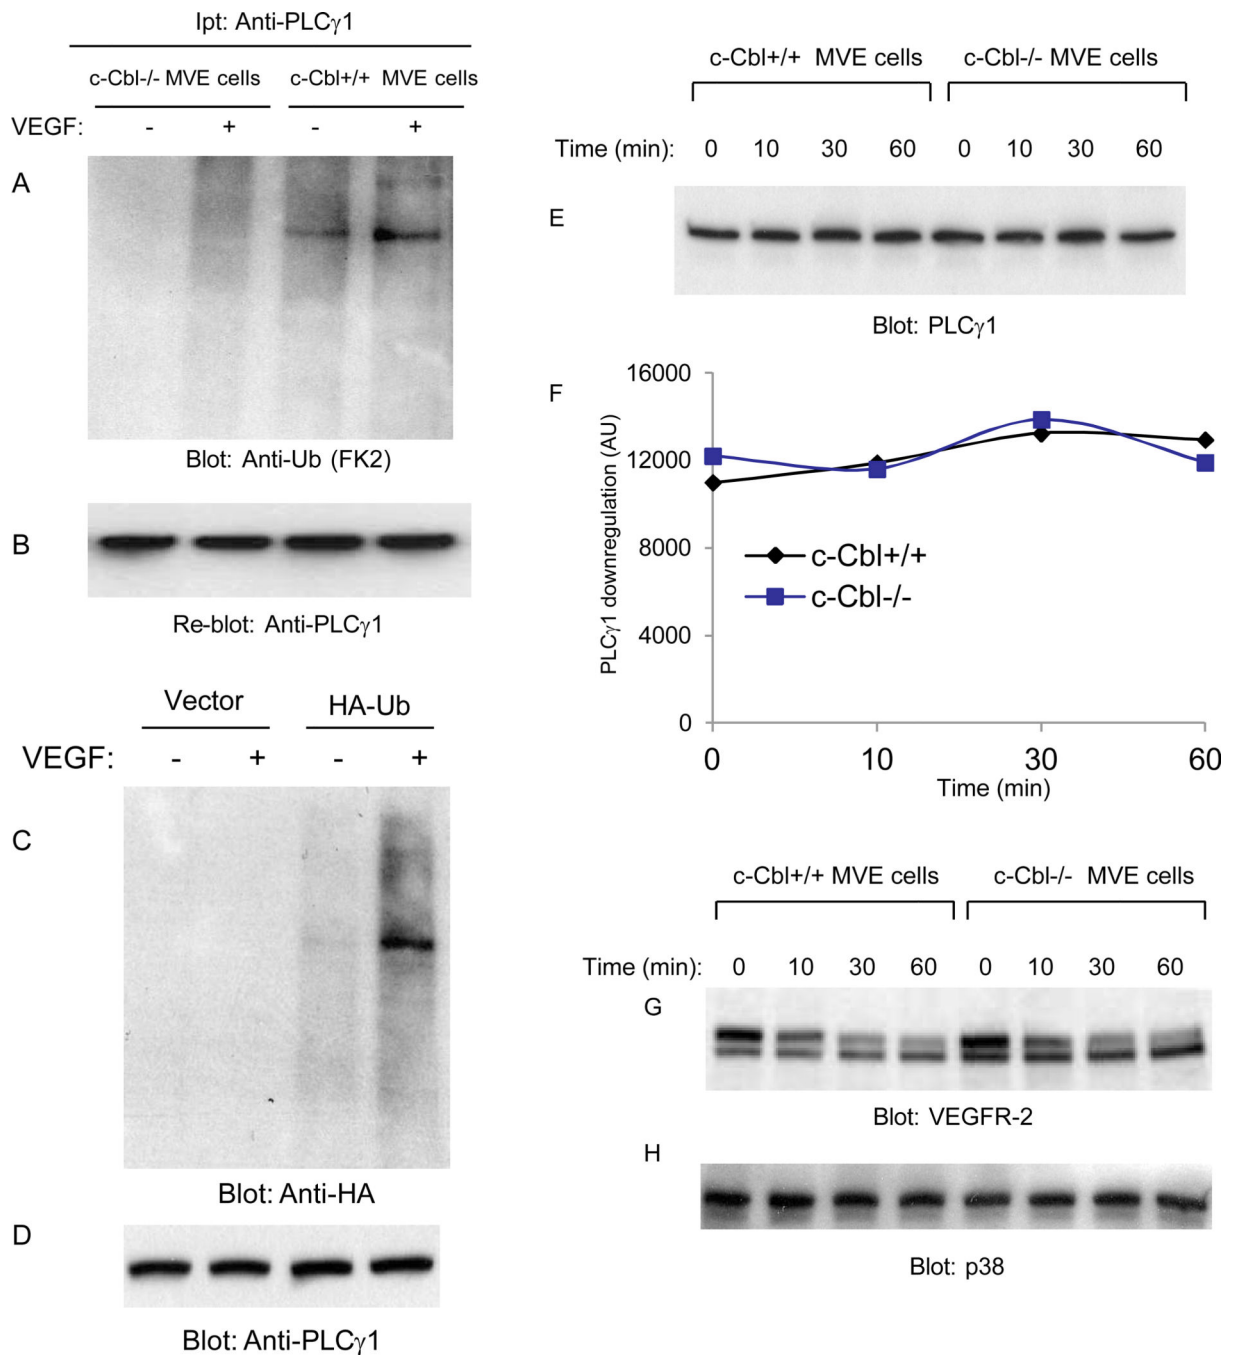 Ipt: Anti-PLCγ1
c-Cbl-/- MVE cells c-Cbl+/+ MVE cells
VEGF: - + - +
A
Blot: Anti-Ub (FK2)
B
Re-blot: Anti-PLCγ1
Vector HA-Ub
VEGF: - + - +
C
Blot: Anti-HA
D
Blot: Anti-PLCγ1
c-Cbl+/+ MVE cells c-Cbl-/- MVE cells
Time (min): 0 10 30 60 0 10 30 60
E
Blot: PLCγ1
F
PLCγ1 downregulation (AU)
16000
12000
8000
4000
0
c-Cbl+/+
c-Cbl-/-
0 10 30 60
Time (min)
c-Cbl+/+ MVE cells c-Cbl-/- MVE cells
Time (min): 0 10 30 60 0 10 30 60
G
Blot: VEGFR-2
H
Blot: p38